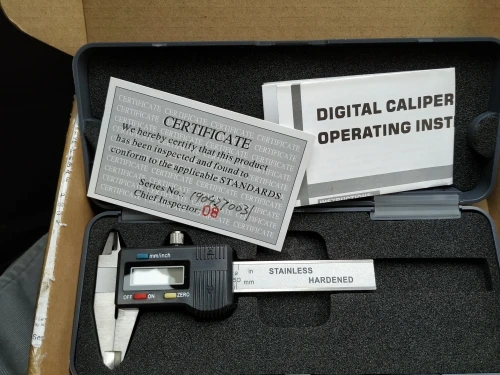 CERTIFICATE
We hereby certify that this product
has been inspected and found to
conform to the applicable STANDARDS.
Series No.
Chief Inspector. 08
DIGITAL CALIPER
OPERATING INST
mm/inch
OFF ON ZERO
in
mm
STAINLESS
HARDENED